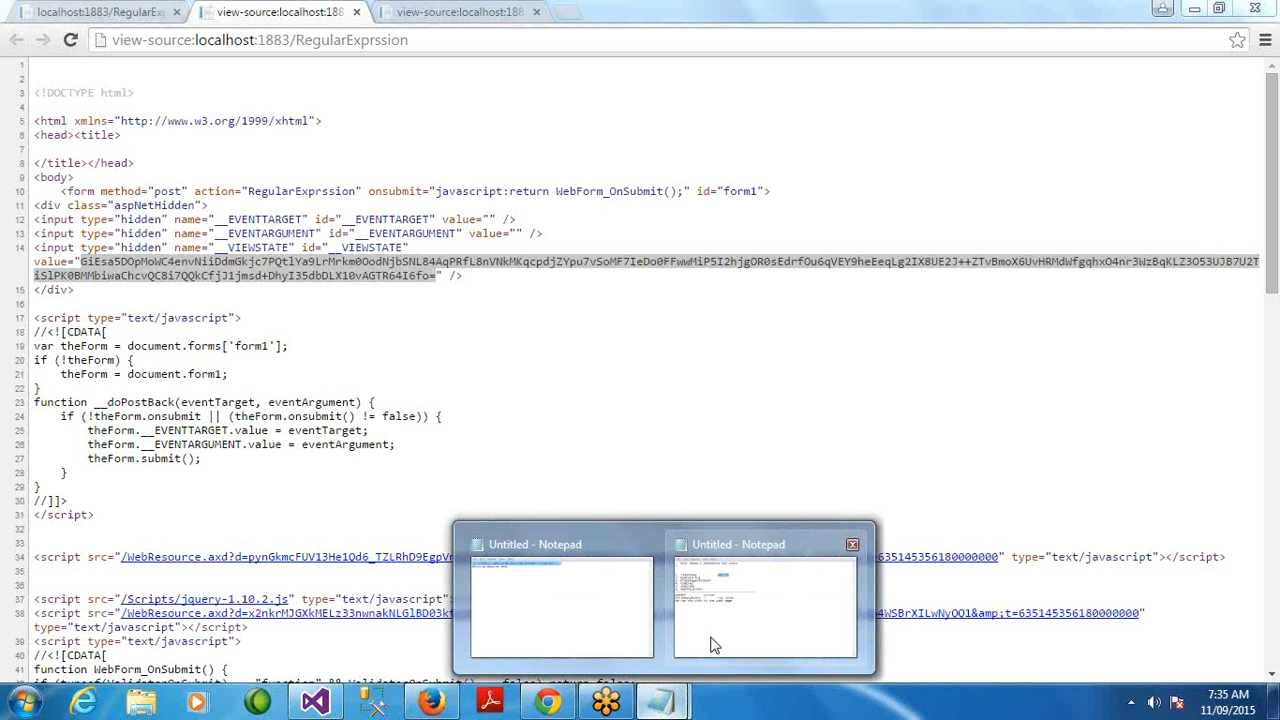 localhost:1883/RegularExp
view-source:localhost:188
view-source:localhost:188
view-source:localhost:1883/RegularExprssion
1
2
3 <!DOCTYPE html>
4
5 <html xmlns="http://www.w3.org/1999/xhtml">
6 <head><title>
7
8 </title></head>
9 <body>
10 <form method="post" action="RegularExprssion" onsubmit="javascript:return WebForm_OnSubmit();" id="form1">
11 <div class="aspNetHidden">
12 <input type="hidden" name="__EVENTTARGET" id="__EVENTTARGET" value="" />
13 <input type="hidden" name="__EVENTARGUMENT" id="__EVENTARGUMENT" value="" />
14 <input type="hidden" name="__VIEWSTATE" id="__VIEWSTATE"
value="
" />
15 </div>
16
17 <script type="text/javascript">
18 //<![CDATA[
19 var theForm = document.forms['form1'];
20 if (!theForm) {
21 theForm = document.form1;
22 }
23 function __doPostBack(eventTarget, eventArgument) {
24 if (!theForm.onsubmit || (theForm.onsubmit() != false)) {
25 theForm.__EVENTTARGET.value = eventTarget;
26 theForm.__EVENTARGUMENT.value = eventArgument;
27 theForm.submit();
28 }
29 }
30 //]]>
31 </script>
32
33
34 <script src="/WebResource.axd?d= 635145356180000000" type="text/javascript"></script>
37 <script src="/Scripts/jquery-1.10.2.js" type="text/javascript"></script>
38 <script src="/WebResource.axd?d= &amp;t=635145356180000000"
type="text/javascript"></script>
39 <script type="text/javascript">
40 //<![CDATA[
41 function WebForm_OnSubmit() {
Untitled - Notepad
Untitled - Notepad
7:35 AM
11/09/2015